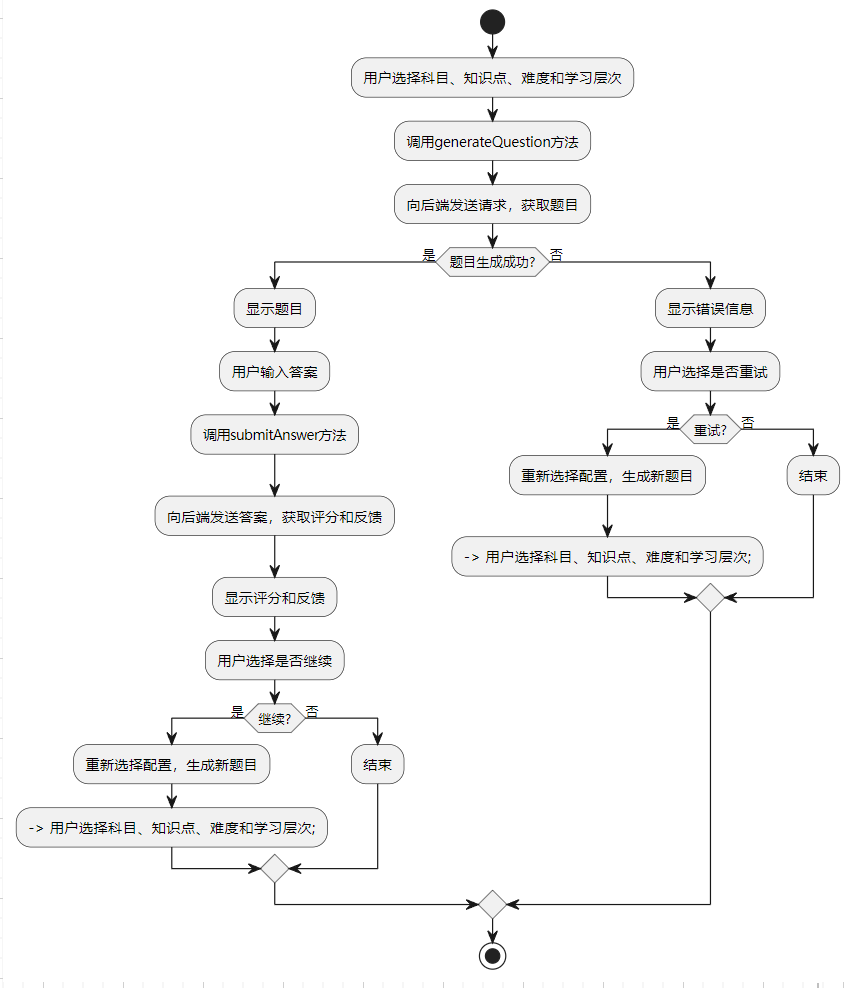 用户选择科目、知识点、难度和学习层次
调用generateQuestion方法
向后端发送请求，获取题目
是
题目生成成功?
否
显示题目
用户输入答案
调用submitAnswer方法
向后端发送答案，获取评分和反馈
显示评分和反馈
用户选择是否继续
是
继续?
否
重新选择配置，生成新题目
结束
-> 用户选择科目、知识点、难度和学习层次;
显示错误信息
用户选择是否重试
是
重试?
否
重新选择配置，生成新题目
结束
-> 用户选择科目、知识点、难度和学习层次;